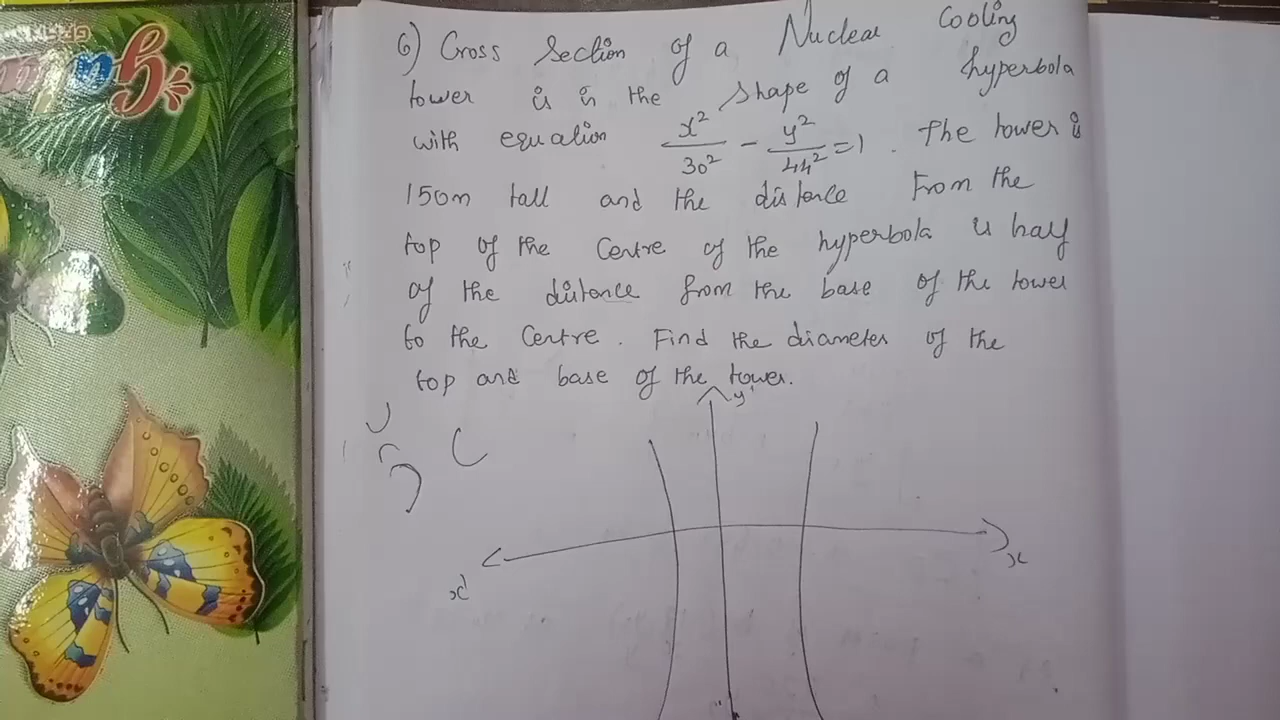 6) Cross Section of a Nuclear Cooling
tower is in the shape of a hyperbola
with equation x²/30² - y²/44² = 1 . The tower is
150m tall and the distance From the
top of the Centre of the hyperbola is half
of the distance from the base of the tower
to the Centre . Find the diameter of the
top and base of the tower.
y
x' x